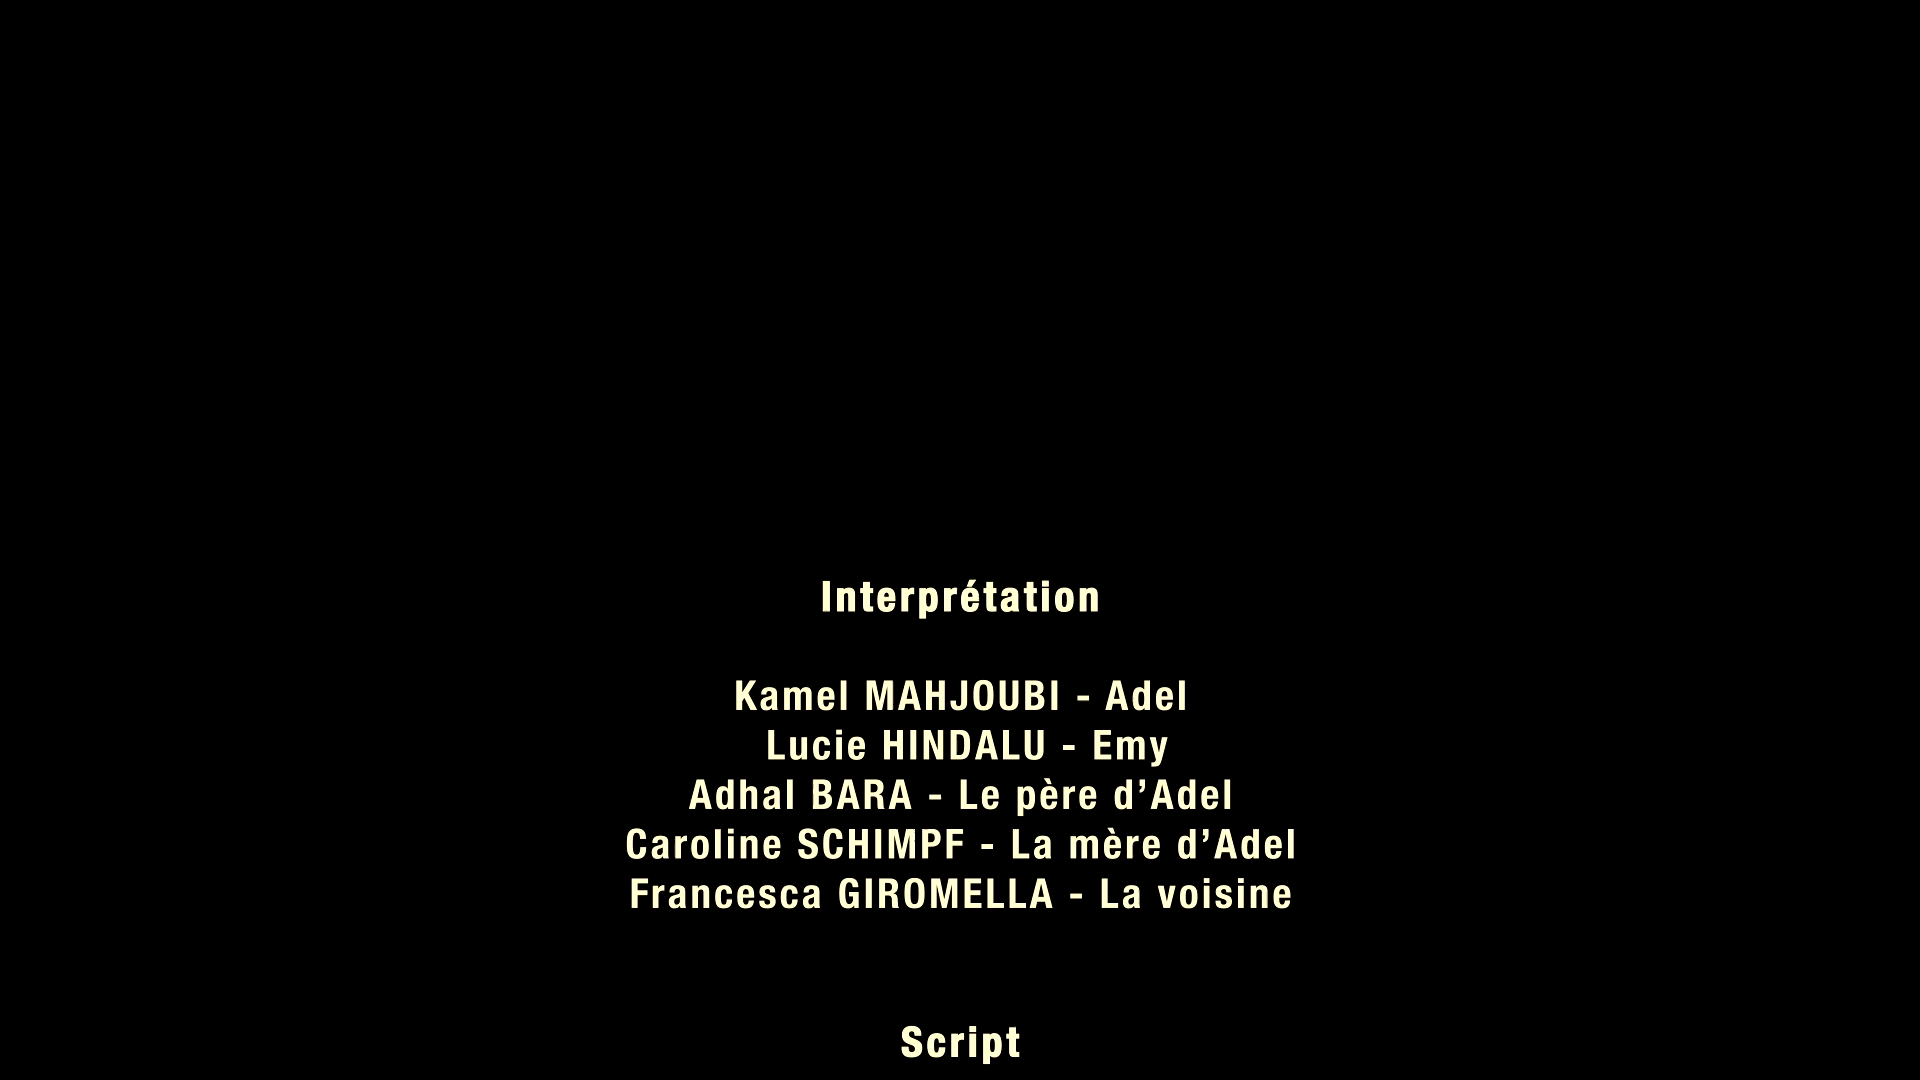 Interprétation
Kamel MAHJOUBI - Adel
Lucie HINDALU - Emy
Adhal BARA - Le père d’Adel
Caroline SCHIMPF - La mère d’Adel
Francesca GIROMELLA - La voisine
Script